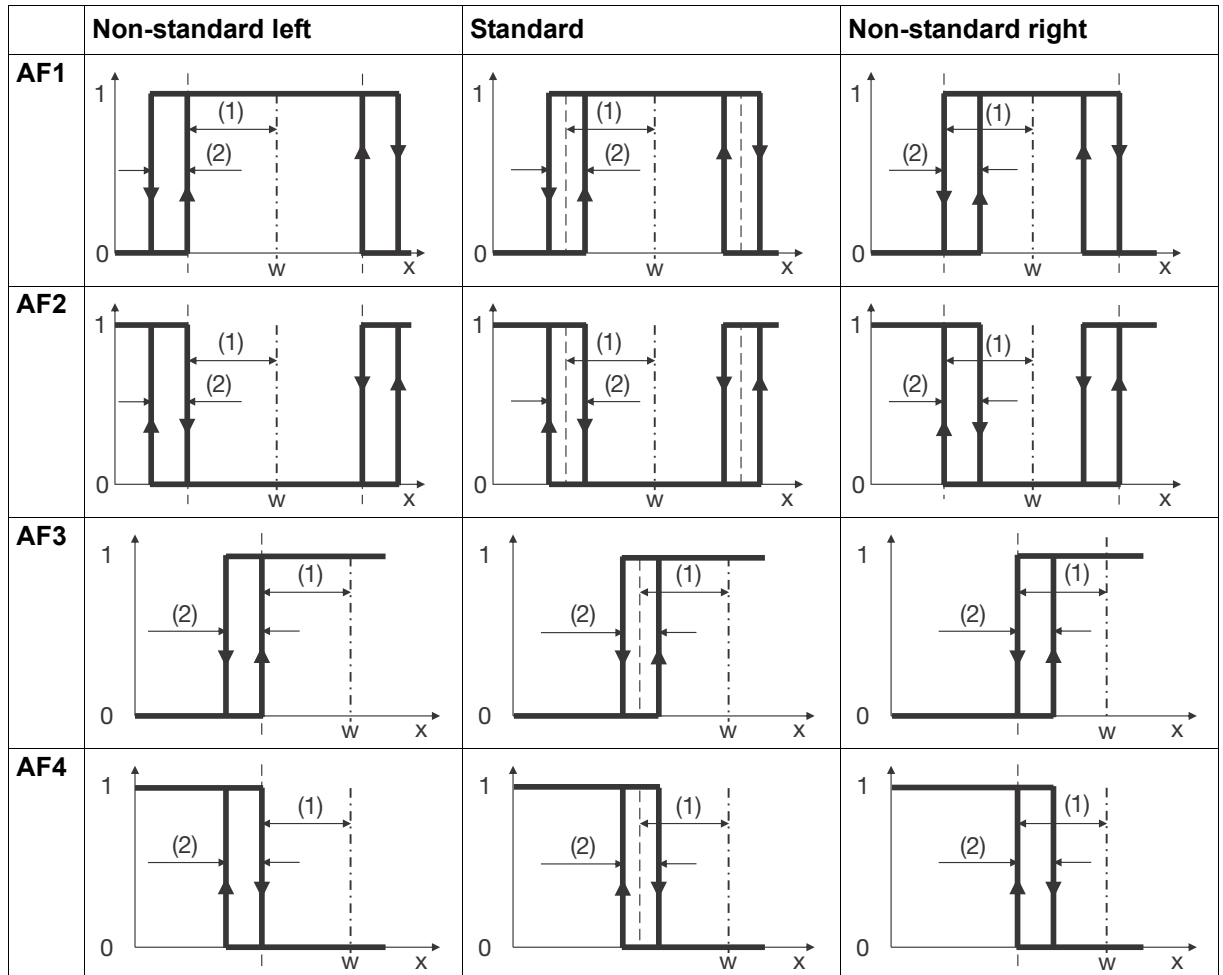 Non-standard left Standard Non-standard right
AF1
1 (1) (2) 0 w x
1 (1) (2) 0 w x
1 (1) (2) 0 w x
AF2
1 (1) (2) 0 w x
1 (1) (2) 0 w x
1 (1) (2) 0 w x
AF3
1 (1) (2) 0 w x
1 (1) (2) 0 w x
1 (1) (2) 0 w x
AF4
1 (1) (2) 0 w x
1 (1) (2) 0 w x
1 (1) (2) 0 w x